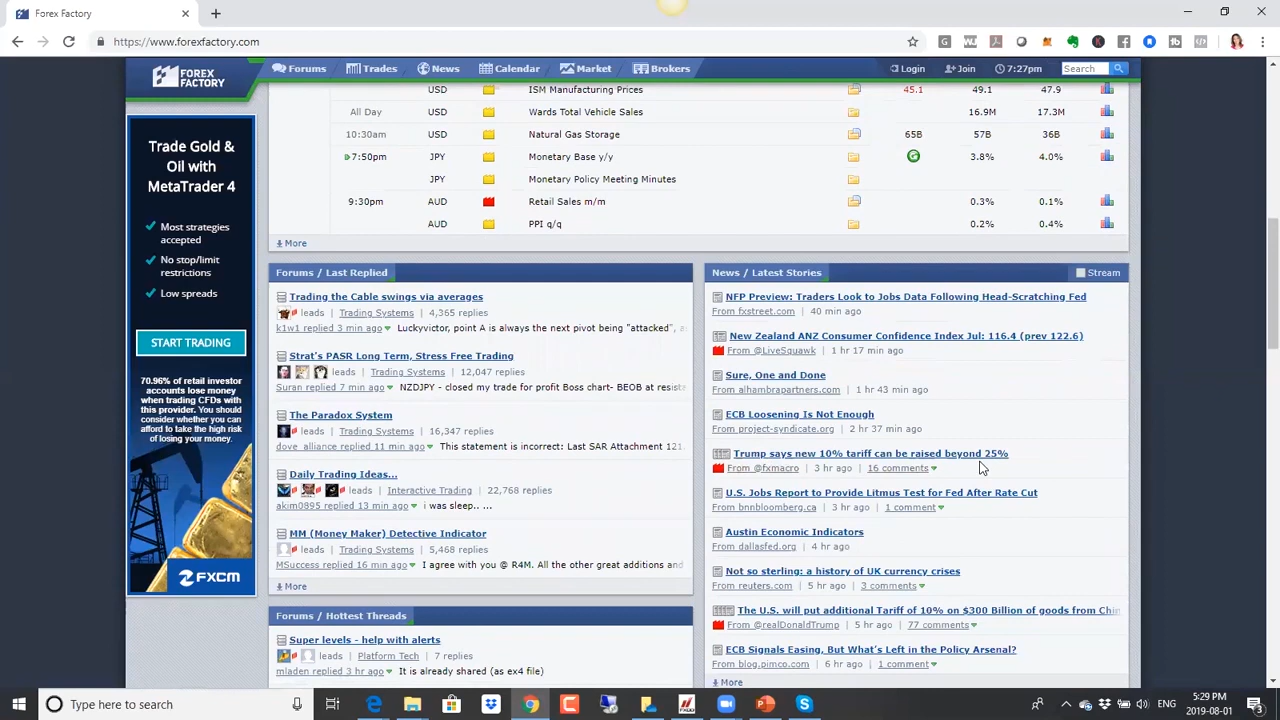 Forex Factory
https://www.forexfactory.com
FOREX FACTORY
Forums
Trades
News
Calendar
Market
Brokers
Login
Join
7:27pm
Search
USD ISM Manufacturing Prices 45.1 49.1 47.9
All Day USD Wards Total Vehicle Sales 16.9M 17.3M
10:30am USD Natural Gas Storage 65B 57B 36B
7:50pm JPY Monetary Base y/y 3.8% 4.0%
JPY Monetary Policy Meeting Minutes
9:30pm AUD Retail Sales m/m 0.3% 0.1%
AUD PPI q/q 0.2% 0.4%
More
Trade Gold &
Oil with
MetaTrader 4
Most strategies
accepted
No stop/limit
restrictions
Low spreads
START TRADING
70.96% of retail investor
accounts lose money
when trading CFDs with
this provider. You should
consider whether you can
afford to take the high risk
of losing your money.
FXCM
Forums / Last Replied
Trading the Cable swings via averages
leads | Trading Systems | 4,365 replies
k1w1 replied 3 min ago Luckyvictor, point A is always the next pivot being "attacked", as
Strat's PASR Long Term, Stress Free Trading
leads | Trading Systems | 12,047 replies
Suran replied 7 min ago NZDJPY - closed my trade for profit Boss chart- BEOB at resista
The Paradox System
leads | Trading Systems | 16,347 replies
dove_alliance replied 11 min ago This statement is incorrect: Last SAR Attachment 121
Daily Trading Ideas...
leads | Interactive Trading | 22,768 replies
akim0895 replied 13 min ago i was sleep.. ...
MM (Money Maker) Detective Indicator
leads | Trading Systems | 5,468 replies
MSuccess replied 16 min ago I agree with you @ R4M. All the other great additions and
More
Forums / Hottest Threads
Super levels - help with alerts
leads | Platform Tech | 7 replies
mladen replied 3 hr ago It is already shared (as ex4 file)
News / Latest Stories
Stream
NFP Preview: Traders Look to Jobs Data Following Head-Scratching Fed
From fxstreet.com | 40 min ago
New Zealand ANZ Consumer Confidence Index Jul: 116.4 (prev 122.6)
From @LiveSquawk | 1 hr 17 min ago
Sure, One and Done
From alhambrapartners.com | 1 hr 43 min ago
ECB Loosening Is Not Enough
From project-syndicate.org | 2 hr 37 min ago
Trump says new 10% tariff can be raised beyond 25%
From @fxmacro | 3 hr ago | 16 comments
U.S. Jobs Report to Provide Litmus Test for Fed After Rate Cut
From bnnbloomberg.ca | 3 hr ago | 1 comment
Austin Economic Indicators
From dallasfed.org | 4 hr ago
Not so sterling: a history of UK currency crises
From reuters.com | 5 hr ago | 3 comments
The U.S. will put additional Tariff of 10% on $300 Billion of goods from Chin
From @realDonaldTrump | 5 hr ago | 77 comments
ECB Signals Easing, But What's Left in the Policy Arsenal?
From blog.pimco.com | 6 hr ago | 1 comment
More
Type here to search
ENG
5:29 PM
2019-08-01